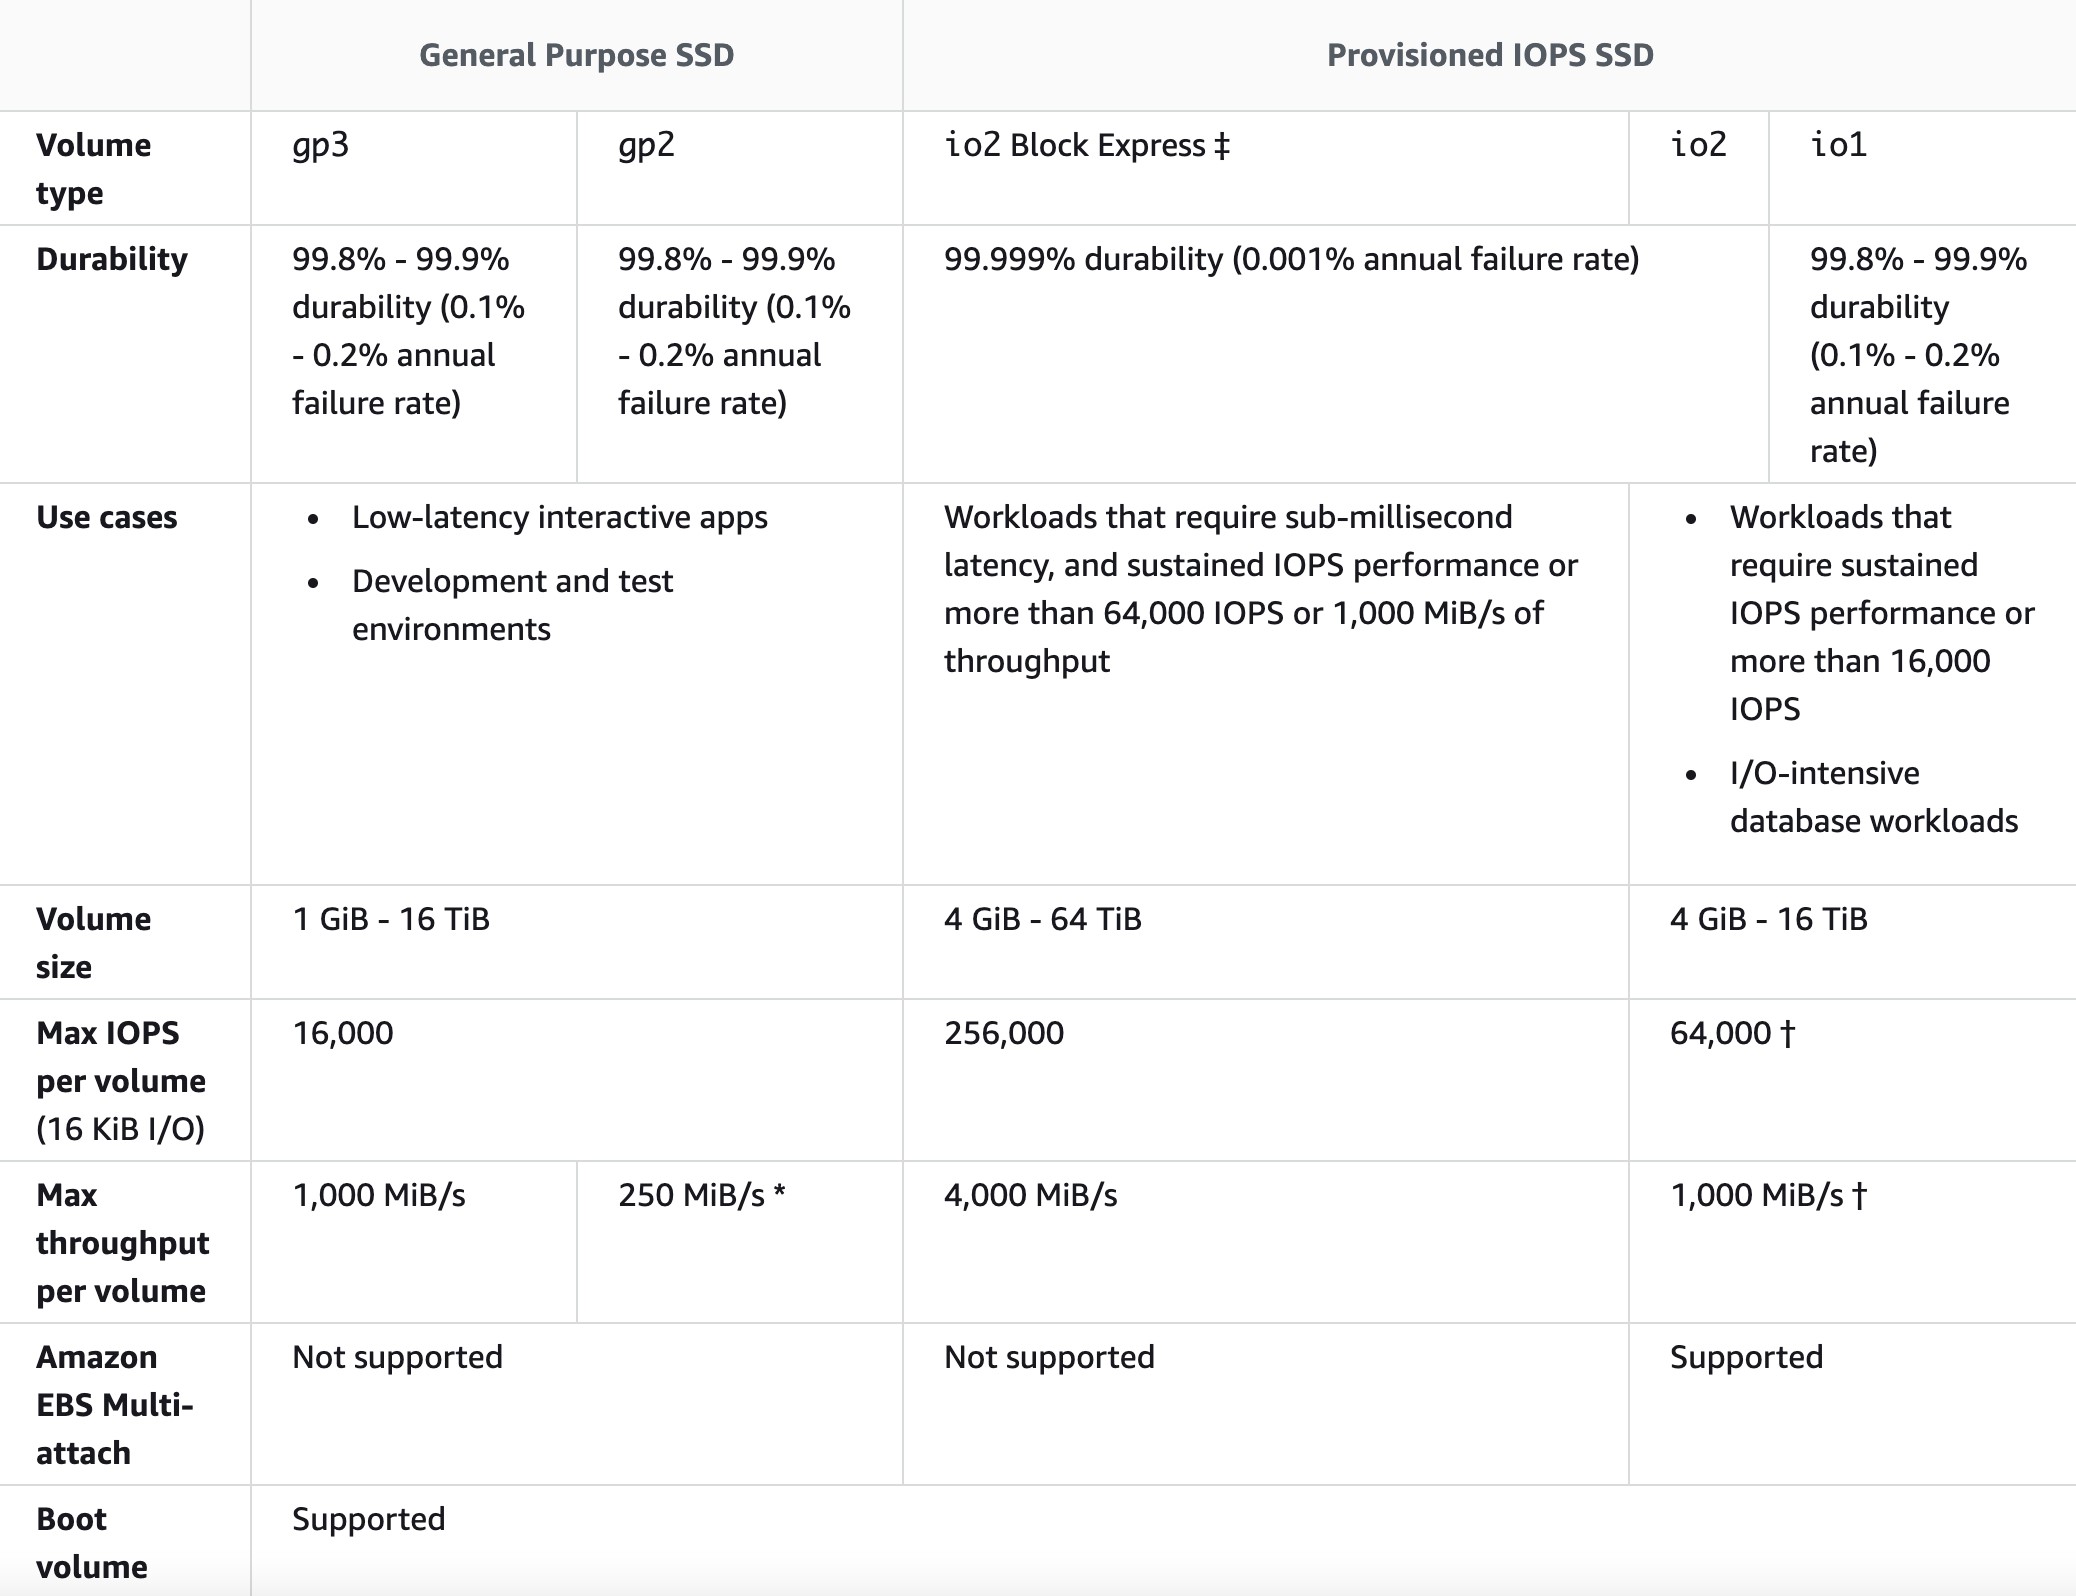 General Purpose SSD
Provisioned IOPS SSD
Volume
type
gp3
gp2
io2 Block Express ‡
io2
io1
Durability
99.8% - 99.9%
durability (0.1%
- 0.2% annual
failure rate)
99.8% - 99.9%
durability (0.1%
- 0.2% annual
failure rate)
99.999% durability (0.001% annual failure rate)
99.8% - 99.9%
durability
(0.1% - 0.2%
annual failure
rate)
Use cases
• Low-latency interactive apps
• Development and test
environments
Workloads that require sub-millisecond
latency, and sustained IOPS performance or
more than 64,000 IOPS or 1,000 MiB/s of
throughput
• Workloads that
require sustained
IOPS performance or
more than 16,000
IOPS
• I/O-intensive
database workloads
Volume
size
1 GiB - 16 TiB
4 GiB - 64 TiB
4 GiB - 16 TiB
Max IOPS
per volume
(16 KiB I/O)
16,000
256,000
64,000 †
Max
throughput
per volume
1,000 MiB/s
250 MiB/s *
4,000 MiB/s
1,000 MiB/s †
Amazon
EBS Multi-
attach
Not supported
Not supported
Supported
Boot
volume
Supported